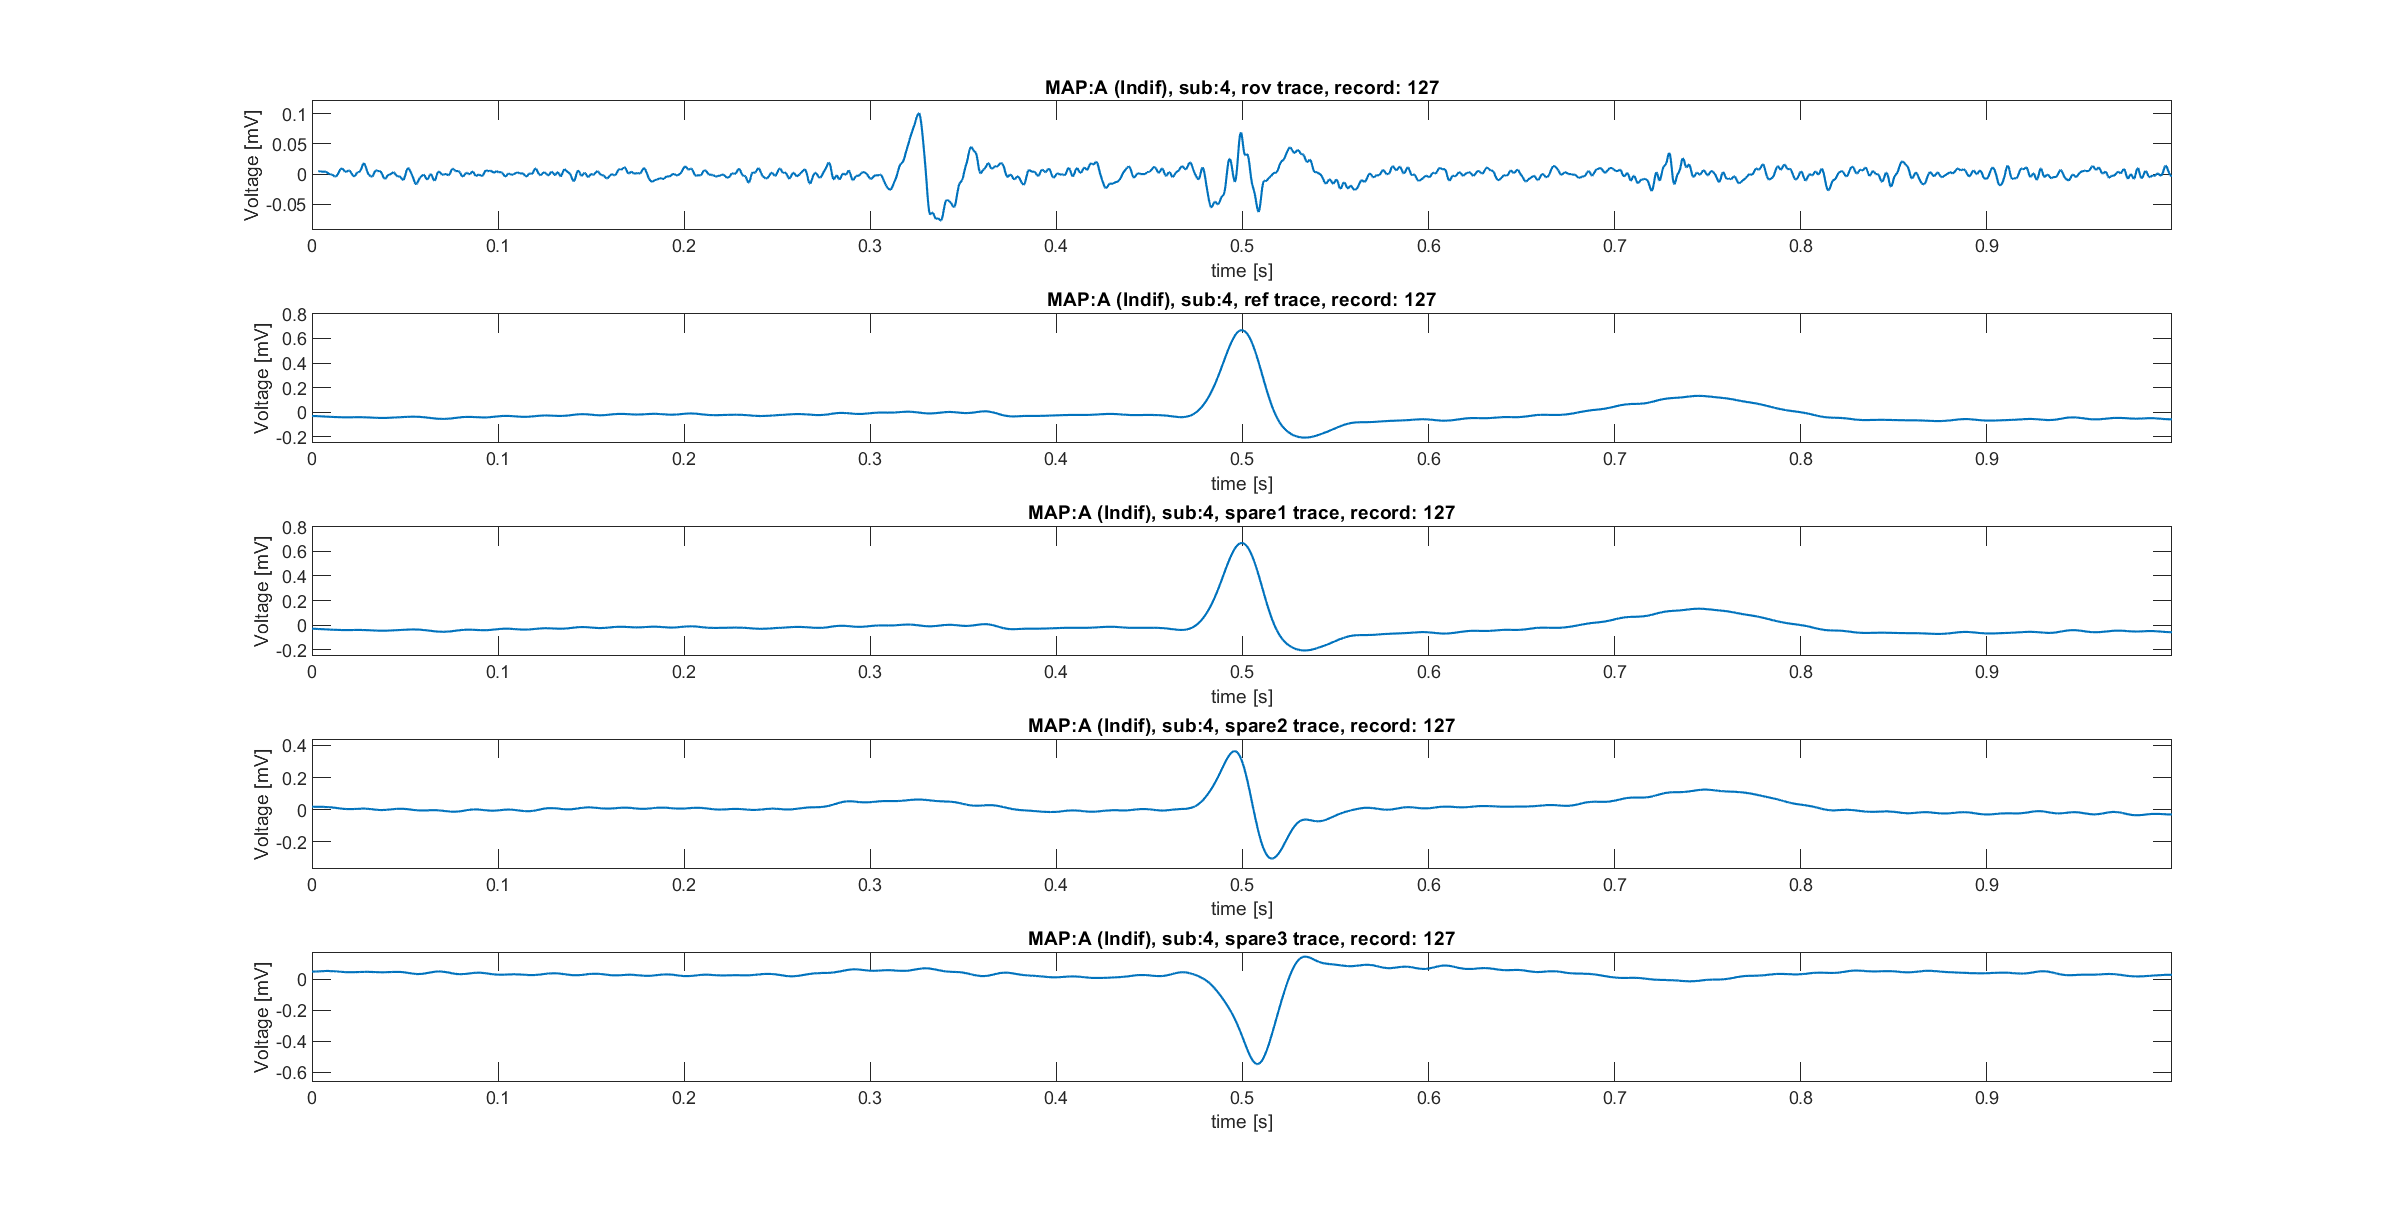 MAP:A (Indif), sub:4, rov trace, record: 127
Voltage [mV]
0.1
0.05
0
-0.05
0 0.1 0.2 0.3 0.4 0.5 0.6 0.7 0.8 0.9
time [s]
MAP:A (Indif), sub:4, ref trace, record: 127
Voltage [mV]
0.8
0.6
0.4
0.2
0
-0.2
0 0.1 0.2 0.3 0.4 0.5 0.6 0.7 0.8 0.9
time [s]
MAP:A (Indif), sub:4, spare1 trace, record: 127
Voltage [mV]
0.8
0.6
0.4
0.2
0
-0.2
0 0.1 0.2 0.3 0.4 0.5 0.6 0.7 0.8 0.9
time [s]
MAP:A (Indif), sub:4, spare2 trace, record: 127
Voltage [mV]
0.4
0.2
0
-0.2
0 0.1 0.2 0.3 0.4 0.5 0.6 0.7 0.8 0.9
time [s]
MAP:A (Indif), sub:4, spare3 trace, record: 127
Voltage [mV]
0
-0.2
-0.4
-0.6
0 0.1 0.2 0.3 0.4 0.5 0.6 0.7 0.8 0.9
time [s]